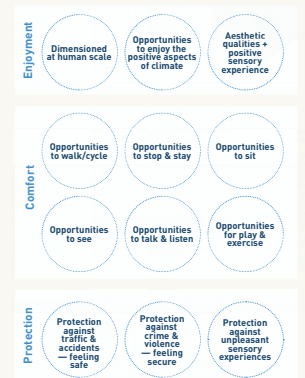 Enjoyment
Dimensioned
at human scale
Opportunities
to enjoy the
positive aspects
of climate
Aesthetic
qualities +
positive
sensory
experience
Comfort
Opportunities
to walk/cycle
Opportunities
to stop & stay
Opportunities
to sit
Opportunities
to see
Opportunities
to talk & listen
Opportunities
for play &
exercise
Protection
Protection
against
traffic &
accidents
— feeling
safe
Protection
against
crime &
violence
— feeling
secure
Protection
against
unpleasant
sensory
experiences